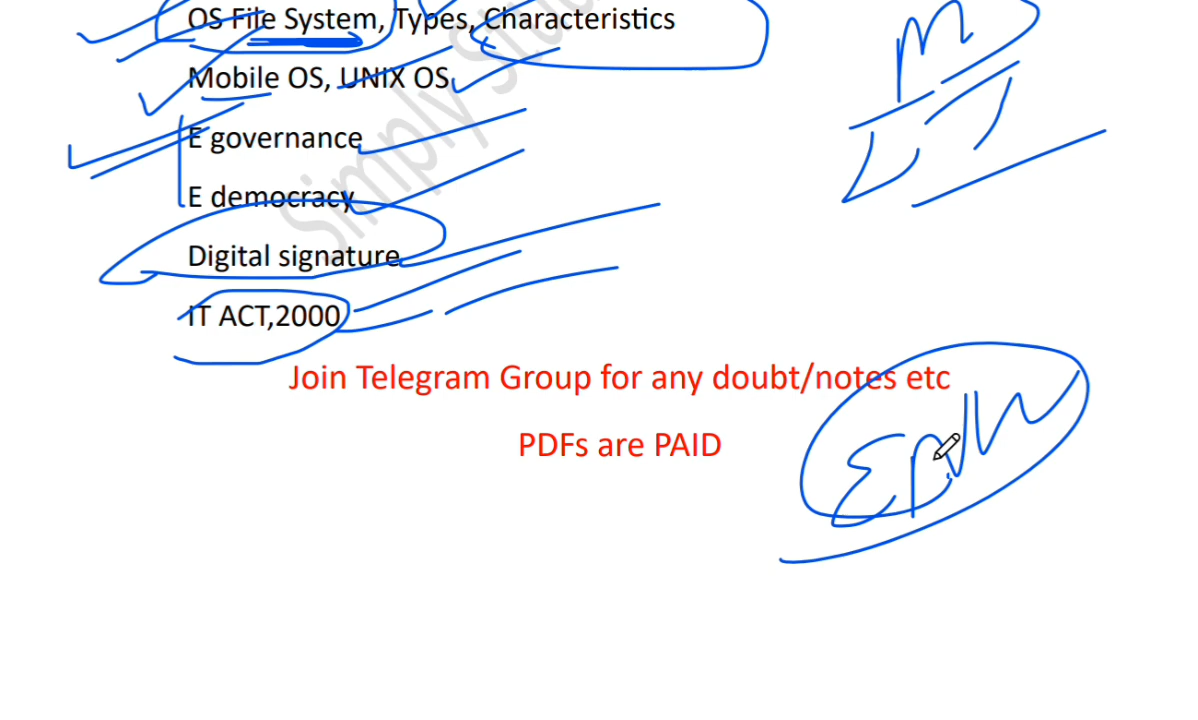 OS File System, Types, Characteristics
Mobile OS, UNIX OS
E governance
E democracy
Digital signature
IT ACT,2000
Join Telegram Group for any doubt/notes etc
PDFs are PAID
Simply